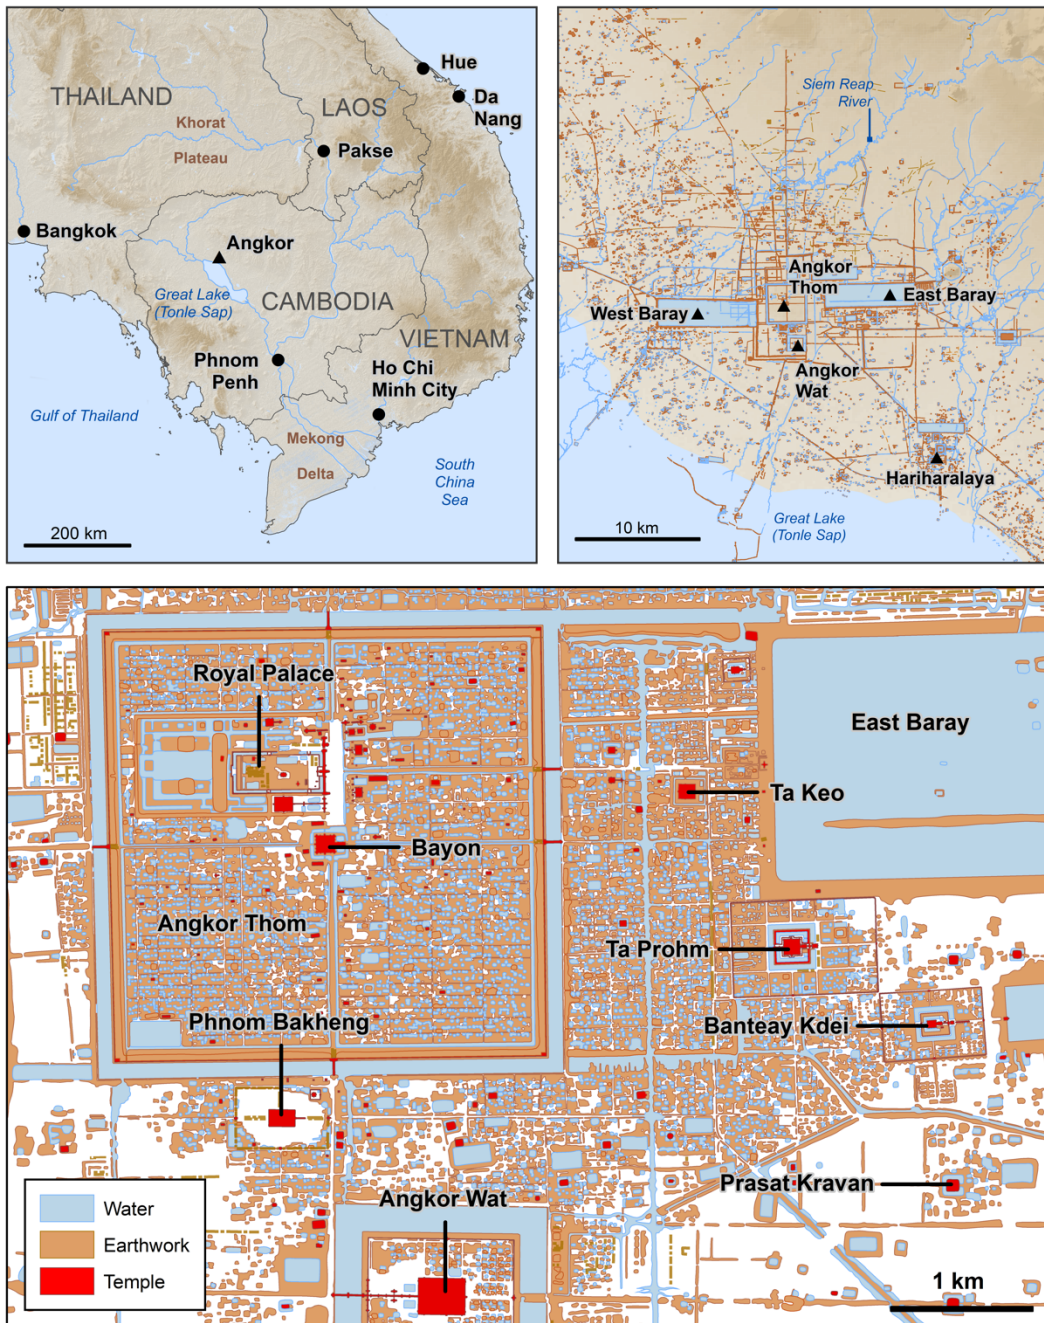 THAILAND
LAOS
Hue
Da
Nang
Khorat
Plateau
Pakse
Bangkok
Angkor
Great Lake
(Tonle Sap)
CAMBODIA
VIETNAM
Phnom
Penh
Ho Chi
Minh City
Gulf of Thailand
Mekong
Delta
South
China
Sea
200 km
Siem Reap
River
Angkor
Thom
West Baray
East Baray
Angkor
Wat
Hariharalaya
Great Lake
(Tonle Sap)
10 km
Royal Palace
East Baray
Ta Keo
Bayon
Angkor Thom
Ta Prohm
Phnom Bakheng
Banteay Kdei
Prasat Kravan
Angkor Wat
Water
Earthwork
Temple
1 km